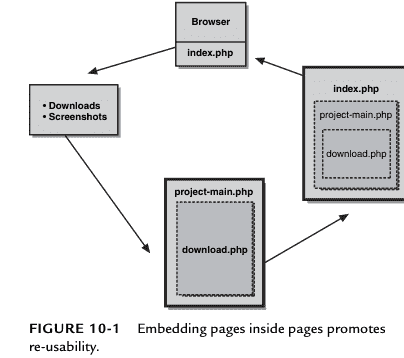 Browser
index.php
index.php
project-main.php
download.php
• Downloads
• Screenshots
project-main.php
download.php
FIGURE 10-1 Embedding pages inside pages promotes
re-usability.